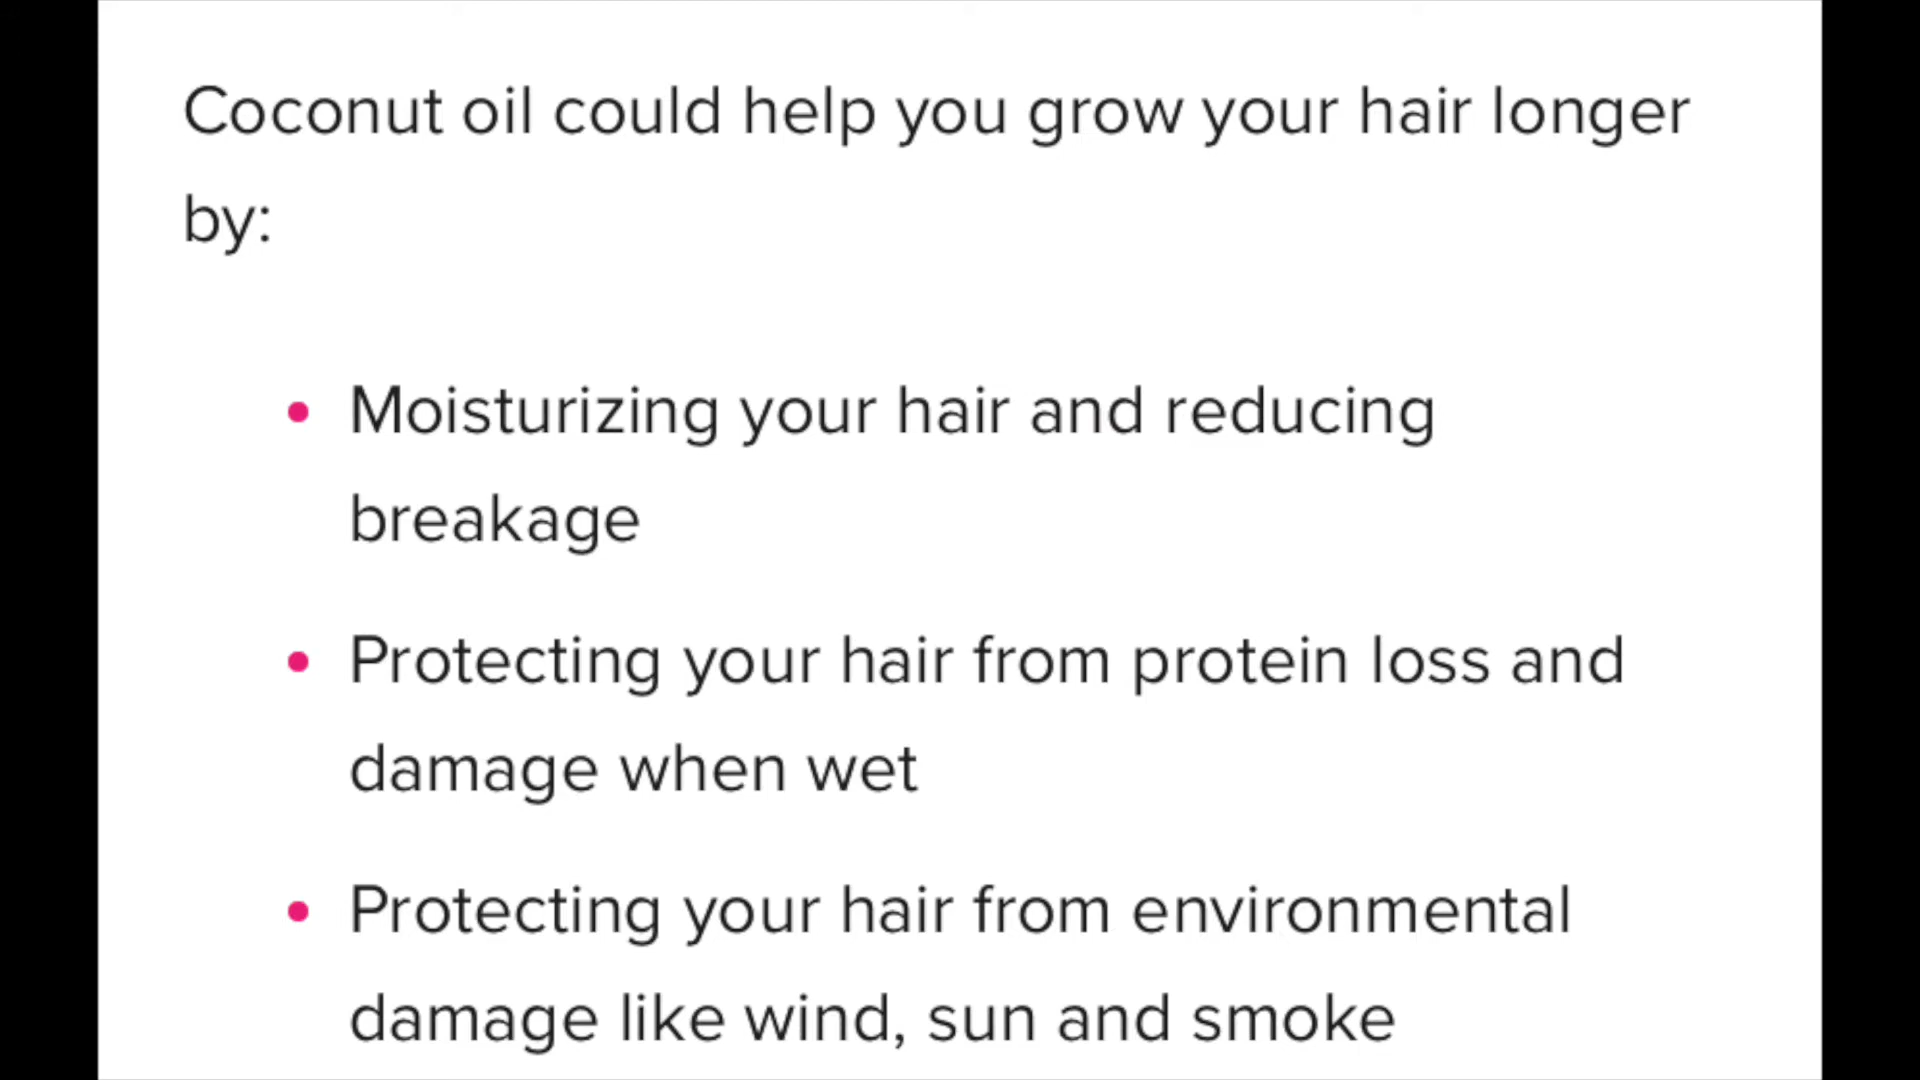 Coconut oil could help you grow your hair longer
by:
• Moisturizing your hair and reducing
breakage
• Protecting your hair from protein loss and
damage when wet
• Protecting your hair from environmental
damage like wind, sun and smoke